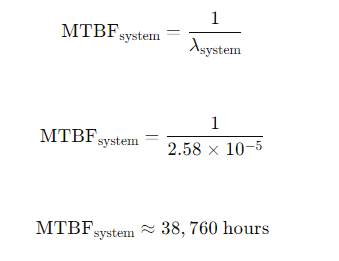 MTBF_system = 1 / λ_system
MTBF_system = 1 / 2.58 × 10⁻⁵
MTBF_system ≈ 38,760 hours